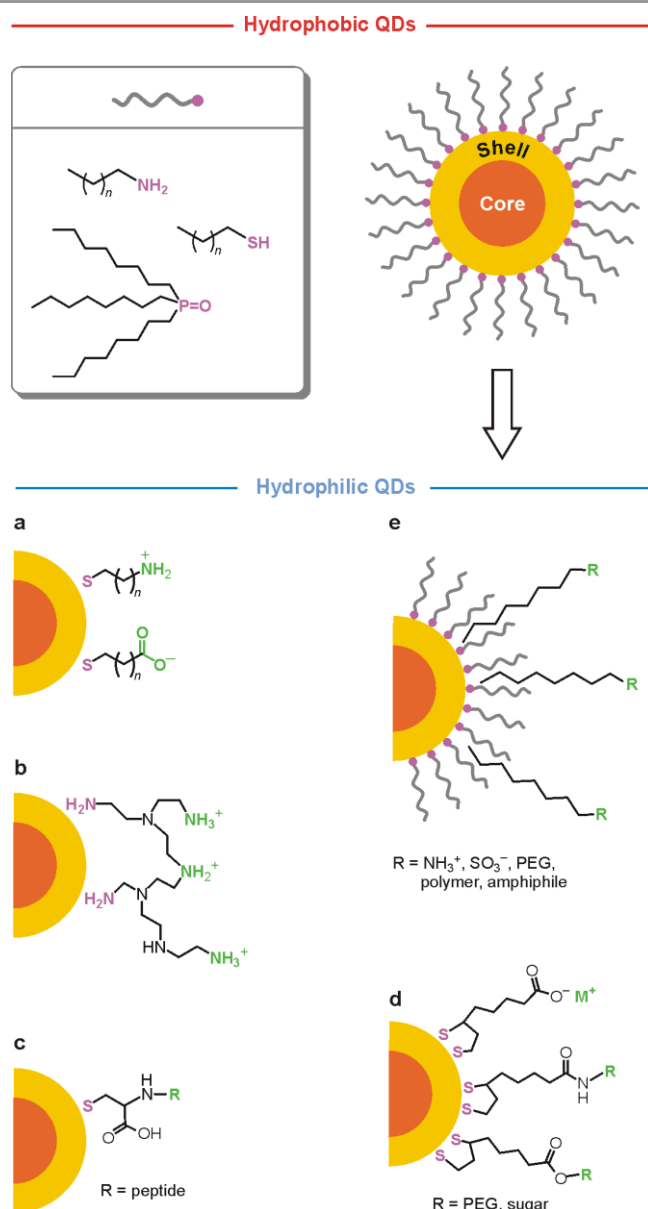 Hydrophobic QDs
Shell
Core
n
NH₂
n
SH
P=O
Hydrophilic QDs
a
+
S
n
NH₂
O
S
n
O⁻
b
H₂N
N
NH₃⁺
NH₂⁺
H₂N
N
HN
NH₃⁺
c
H
S
N
R
O
OH
R = peptide
e
R
R
R
R = NH₃⁺, SO₃⁻, PEG,
polymer, amphiphile
d
O
O⁻ M⁺
S
S
O
S
N
R
S
H
S
O
S
O
R
R = PEG, sugar